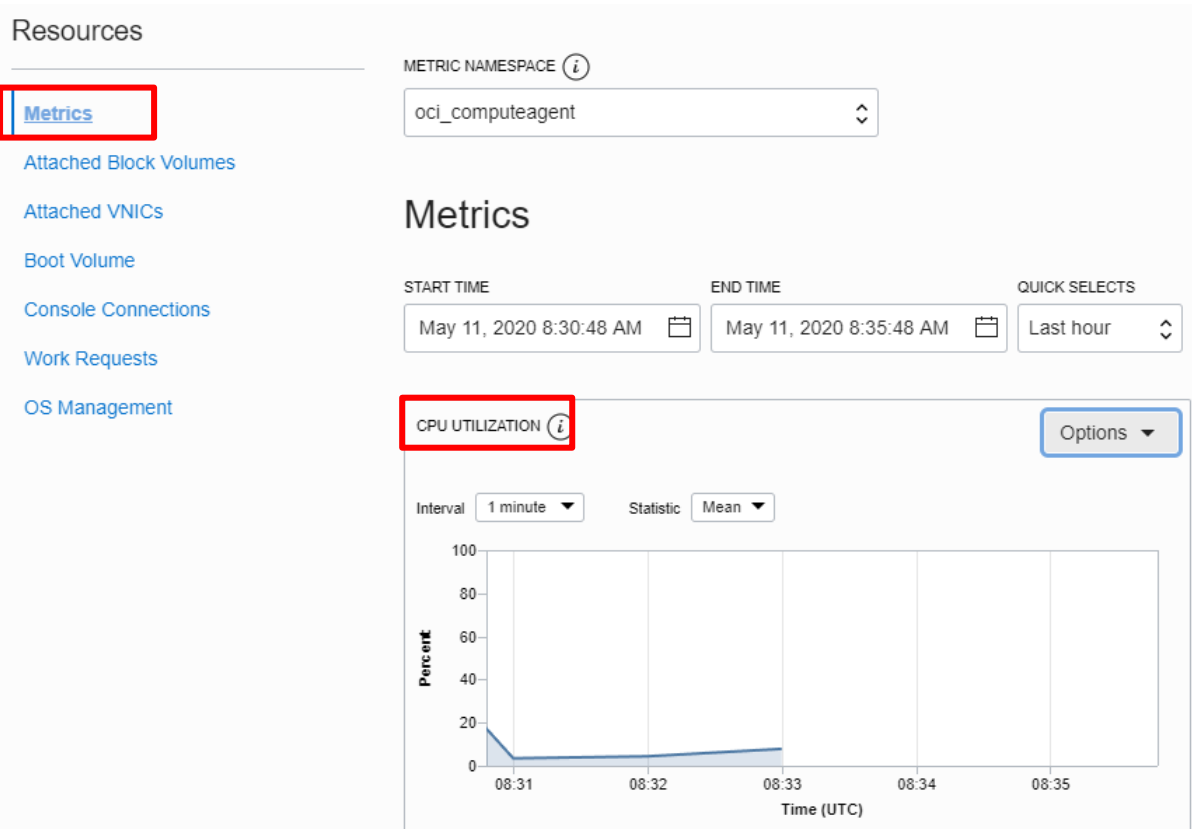 Resources
Metrics
Attached Block Volumes
Attached VNICs
Boot Volume
Console Connections
Work Requests
OS Management
METRIC NAMESPACE i
oci_computeagent
Metrics
START TIME END TIME QUICK SELECTS
May 11, 2020 8:30:48 AM May 11, 2020 8:35:48 AM Last hour
CPU UTILIZATION i
Options
Interval 1 minute Statistic Mean
100
80
60
40
20
0
Percent
08:31 08:32 08:33 08:34 08:35
Time (UTC)